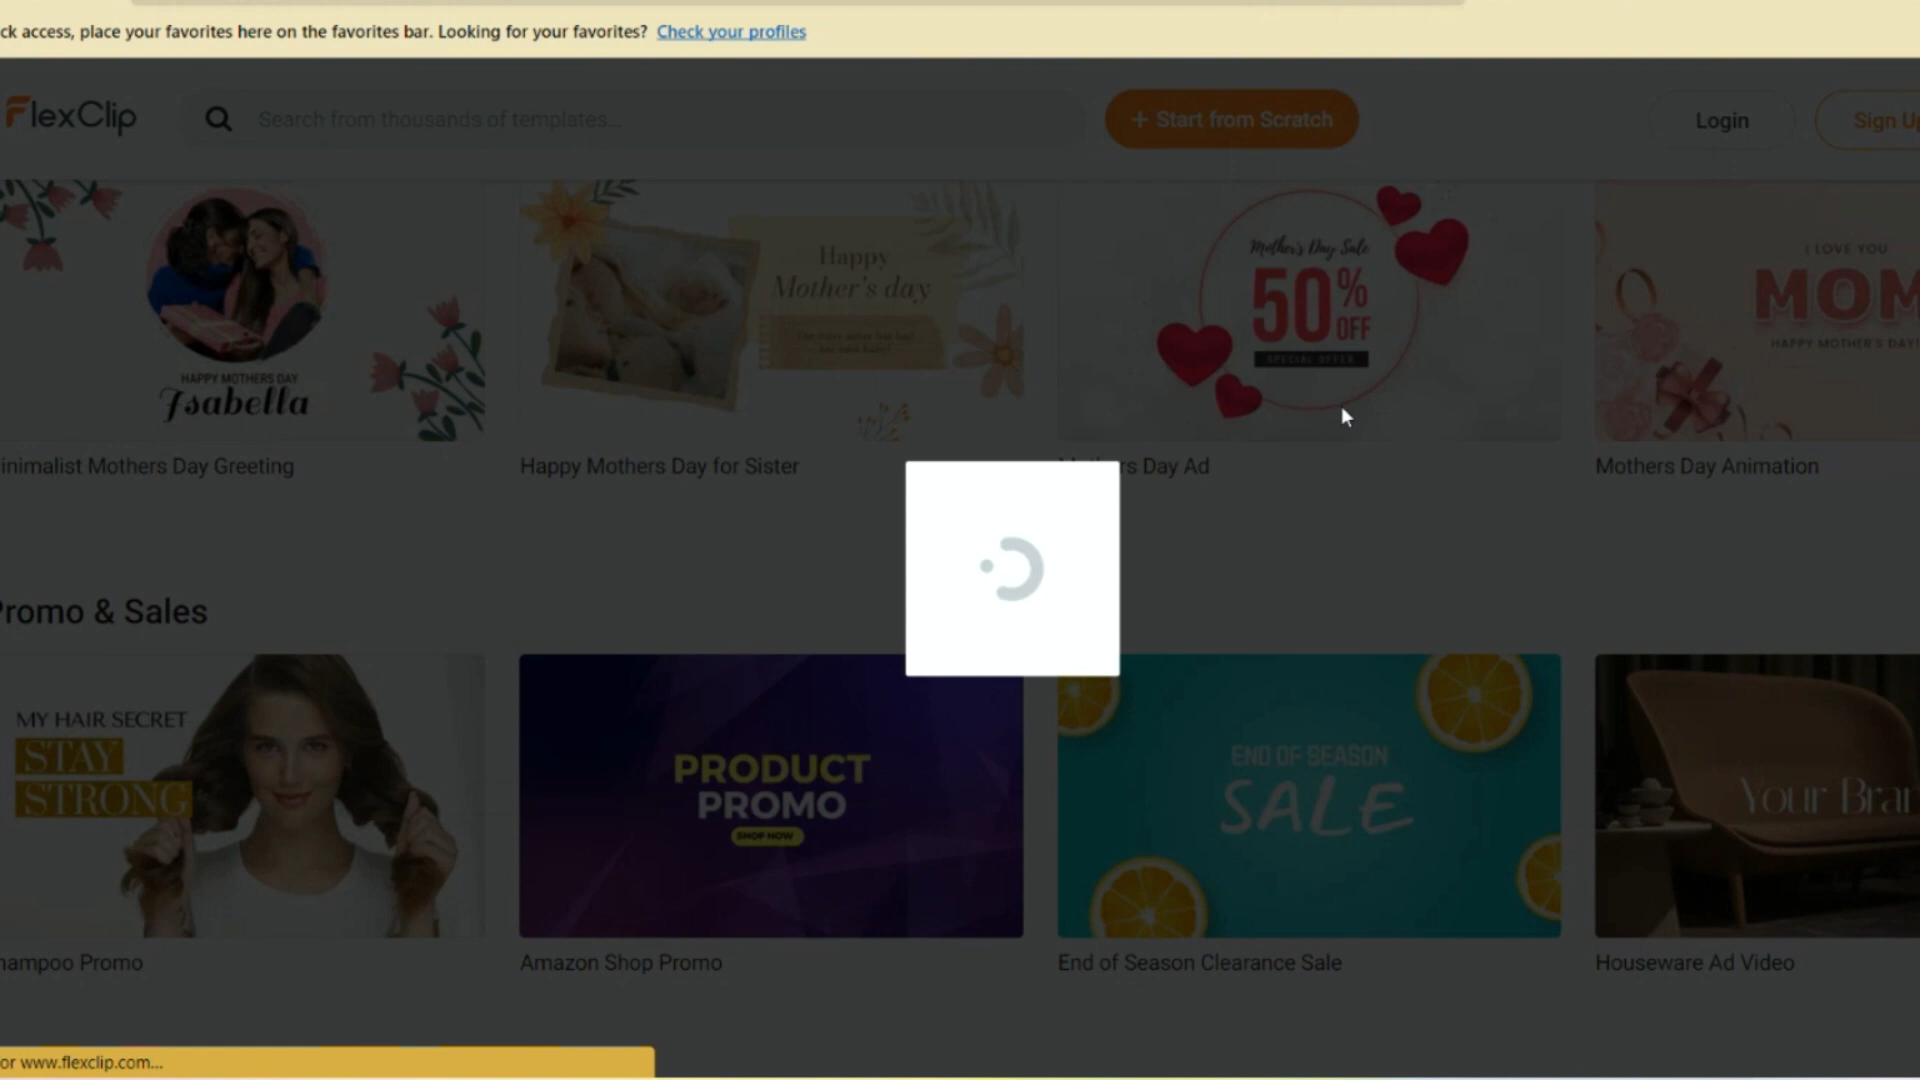 ck access, place your favorites here on the favorites bar. Looking for your favorites? Check your profiles
FlexClip
Search from thousands of templates...
+ Start from Scratch
Login
Sign Up
HAPPY MOTHERS DAY
Isabella
Happy
Mother's day
Mother's Day Sale
50%
OFF
SPECIAL OFFER
I LOVE YOU
MOM
HAPPY MOTHER'S DAY!
inimalist Mothers Day Greeting
Happy Mothers Day for Sister
rs Day Ad
Mothers Day Animation
Promo & Sales
MY HAIR SECRET
STAY
STRONG
PRODUCT
PROMO
SHOP NOW
END OF SEASON
SALE
Your Bran
hampoo Promo
Amazon Shop Promo
End of Season Clearance Sale
Houseware Ad Video
or www.flexclip.com...